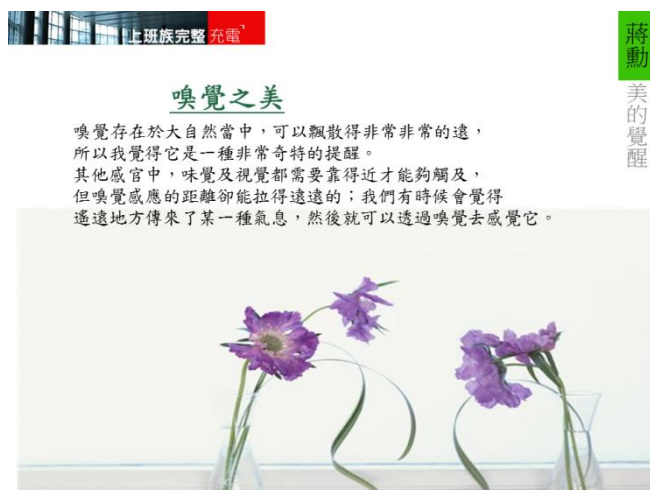 上班族完整充電
蔣勳
美的覺醒
嗅覺之美
嗅覺存在於大自然當中，可以飄散得非常非常的遠，
所以我覺得它是一種非常奇特的提醒。
其他感官中，味覺及視覺都需要靠得近才能夠觸及，
但嗅覺感應的距離卻能拉得遠遠的；我們有時候會覺得
遙遠地方傳來了某一種氣息，然後就可以透過嗅覺去感覺它。